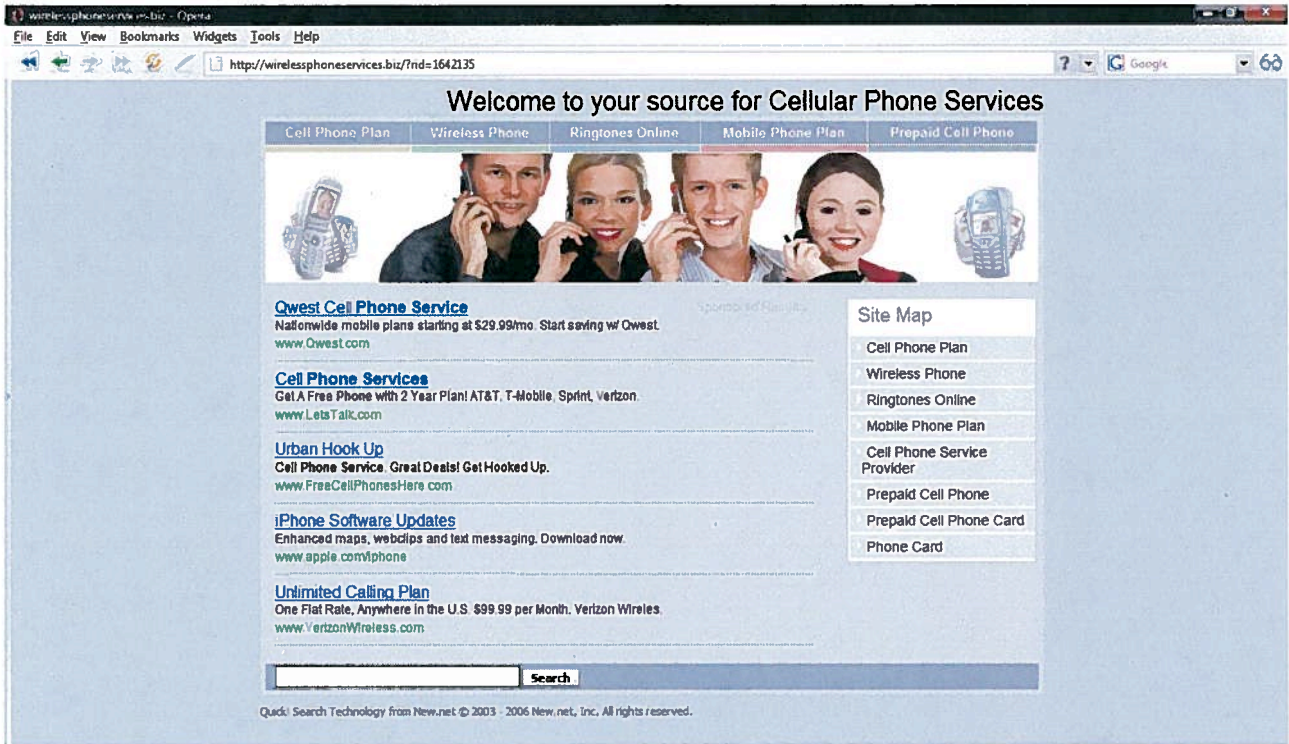 wirelessphoneservices.biz - Opera
File Edit View Bookmarks Widgets Tools Help
http://wirelessphoneservices.biz/?rid=1642135
? Google
Welcome to your source for Cellular Phone Services
Cell Phone Plan Wireless Phone Ringtones Online Mobile Phone Plan Prepaid Cell Phone
Sponsored Results
Qwest Cell Phone Service
Nationwide mobile plans starting at $29.99/mo. Start saving w/ Qwest.
www.Qwest.com
Cell Phone Services
Get A Free Phone with 2 Year Plan! AT&T, T-Mobile, Sprint, Verizon.
www.LetsTalk.com
Urban Hook Up
Cell Phone Service. Great Deals! Get Hooked Up.
www.FreeCellPhonesHere.com
iPhone Software Updates
Enhanced maps, webclips and text messaging. Download now.
www.apple.com/iphone
Unlimited Calling Plan
One Flat Rate, Anywhere in the U.S. $99.99 per Month. Verizon Wireles.
www.VerizonWireless.com
Site Map
Cell Phone Plan
Wireless Phone
Ringtones Online
Mobile Phone Plan
Cell Phone Service
Provider
Prepaid Cell Phone
Prepaid Cell Phone Card
Phone Card
Search
Quick! Search Technology from New.net © 2003 - 2006 New.net, Inc. All rights reserved.